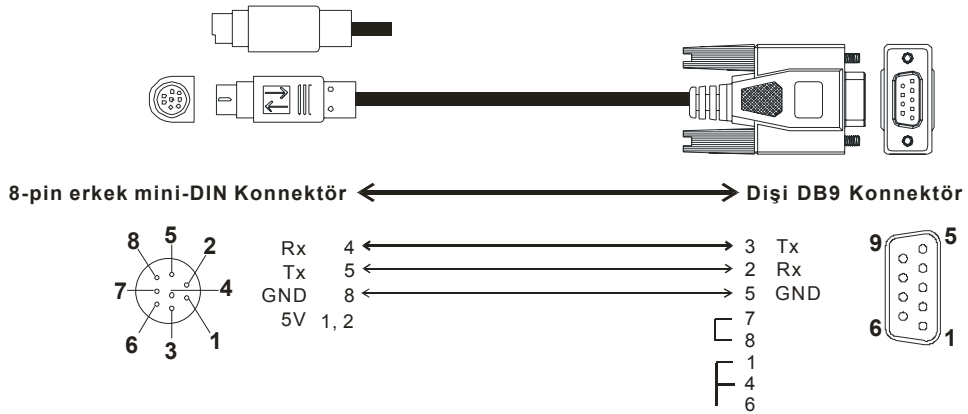 8-pin erkek mini-DIN Konnektör Dişi DB9 Konnektör
8 5 2 7 4 6 3 1
Rx 4 3 Tx
Tx 5 2 Rx
GND 8 5 GND
5V 1, 2
7
8
1
4
6
9 5
6 1